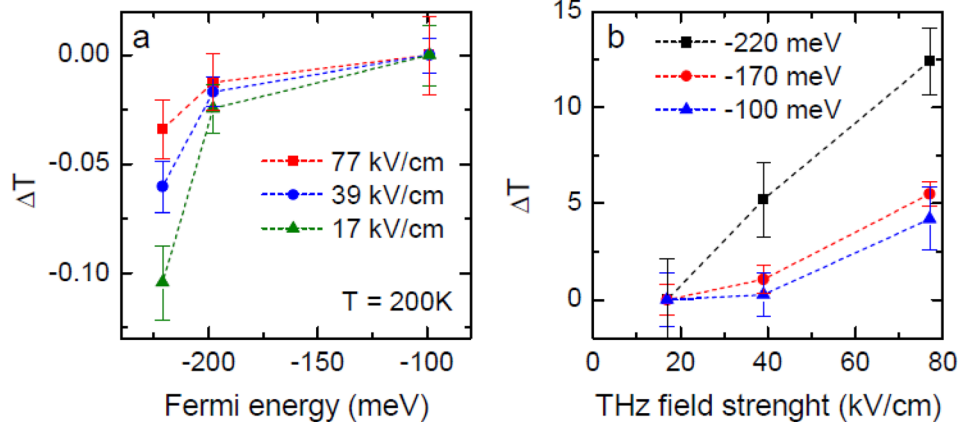 a
0.00
-0.05
-0.10
ΔT
77 kV/cm
39 kV/cm
17 kV/cm
T = 200K
-200
-150
-100
Fermi energy (meV)
b
15
10
5
0
ΔT
-220 meV
-170 meV
-100 meV
0
20
40
60
80
THz field strenght (kV/cm)